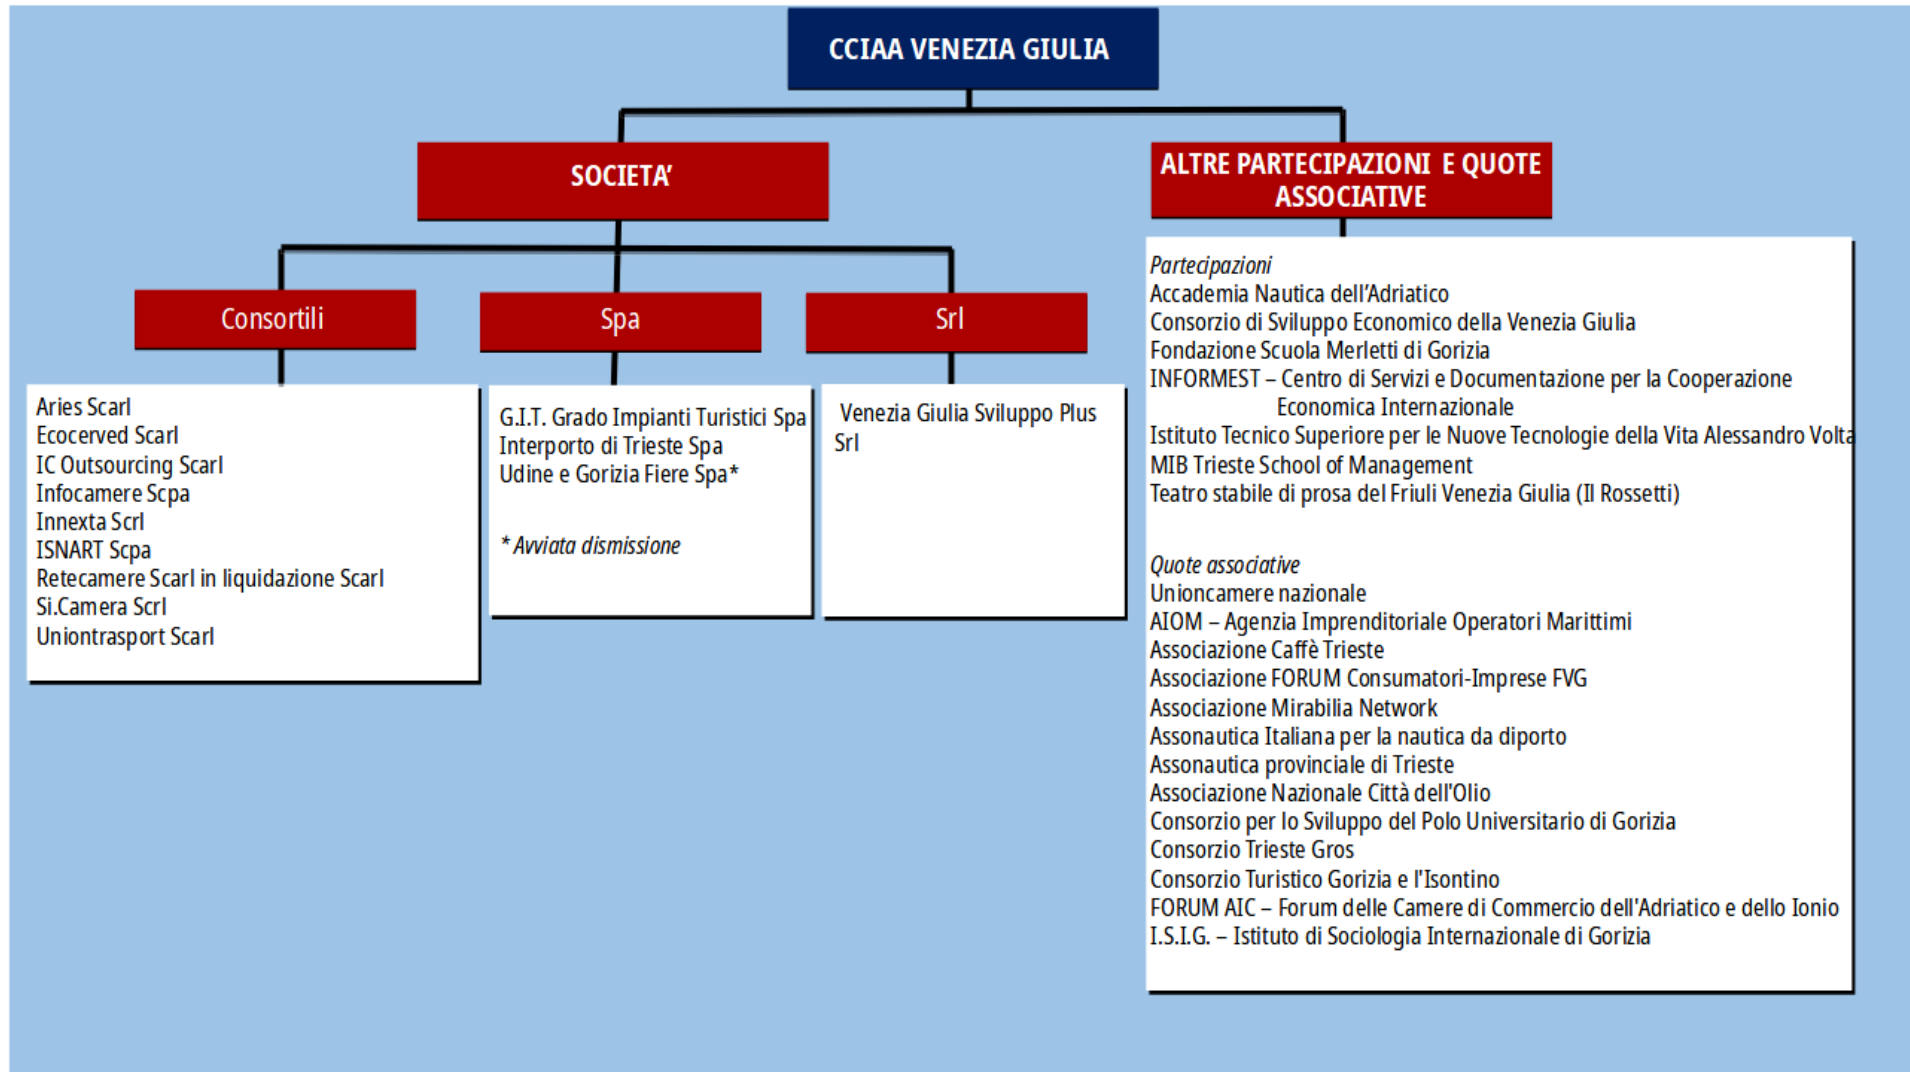 CCIAA VENEZIA GIULIA
SOCIETA’
ALTRE PARTECIPAZIONI E QUOTE
ASSOCIATIVE
Consortili
Spa
Srl
Aries Scarl
Ecocerved Scarl
IC Outsourcing Scarl
Infocamere Scpa
Innexta Scrl
ISNART Scpa
Retecamere Scarl in liquidazione Scarl
Si.Camera Scrl
Uniontrasport Scarl
G.I.T. Grado Impianti Turistici Spa
Interporto di Trieste Spa
Udine e Gorizia Fiere Spa*
* Avviata dismissione
Venezia Giulia Sviluppo Plus
Srl
Partecipazioni
Accademia Nautica dell’Adriatico
Consorzio di Sviluppo Economico della Venezia Giulia
Fondazione Scuola Merletti di Gorizia
INFORMEST – Centro di Servizi e Documentazione per la Cooperazione
Economica Internazionale
Istituto Tecnico Superiore per le Nuove Tecnologie della Vita Alessandro Volta
MIB Trieste School of Management
Teatro stabile di prosa del Friuli Venezia Giulia (Il Rossetti)
Quote associative
Unioncamere nazionale
AIOM – Agenzia Imprenditoriale Operatori Marittimi
Associazione Caffè Trieste
Associazione FORUM Consumatori-Imprese FVG
Associazione Mirabilia Network
Assonautica Italiana per la nautica da diporto
Assonautica provinciale di Trieste
Associazione Nazionale Città dell'Olio
Consorzio per lo Sviluppo del Polo Universitario di Gorizia
Consorzio Trieste Gros
Consorzio Turistico Gorizia e l'Isontino
FORUM AIC – Forum delle Camere di Commercio dell'Adriatico e dello Ionio
I.S.I.G. – Istituto di Sociologia Internazionale di Gorizia